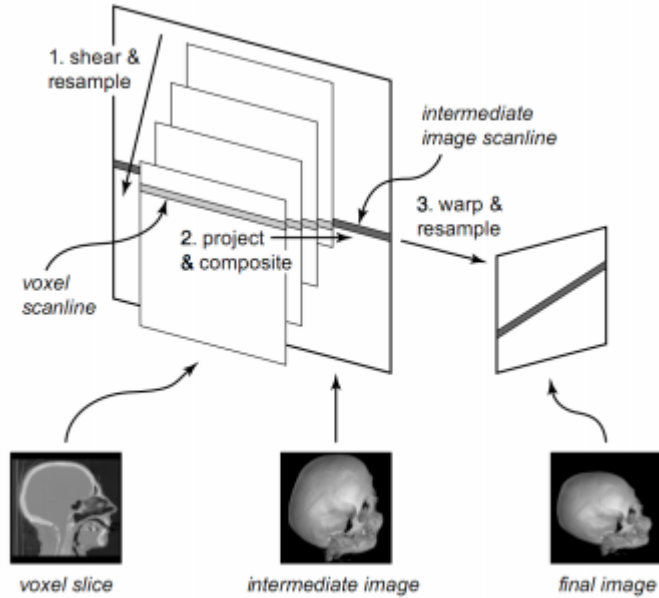 1. shear &
resample
intermediate
image scanline
3. warp &
resample
2. project
& composite
voxel
scanline
voxel slice
intermediate image
final image